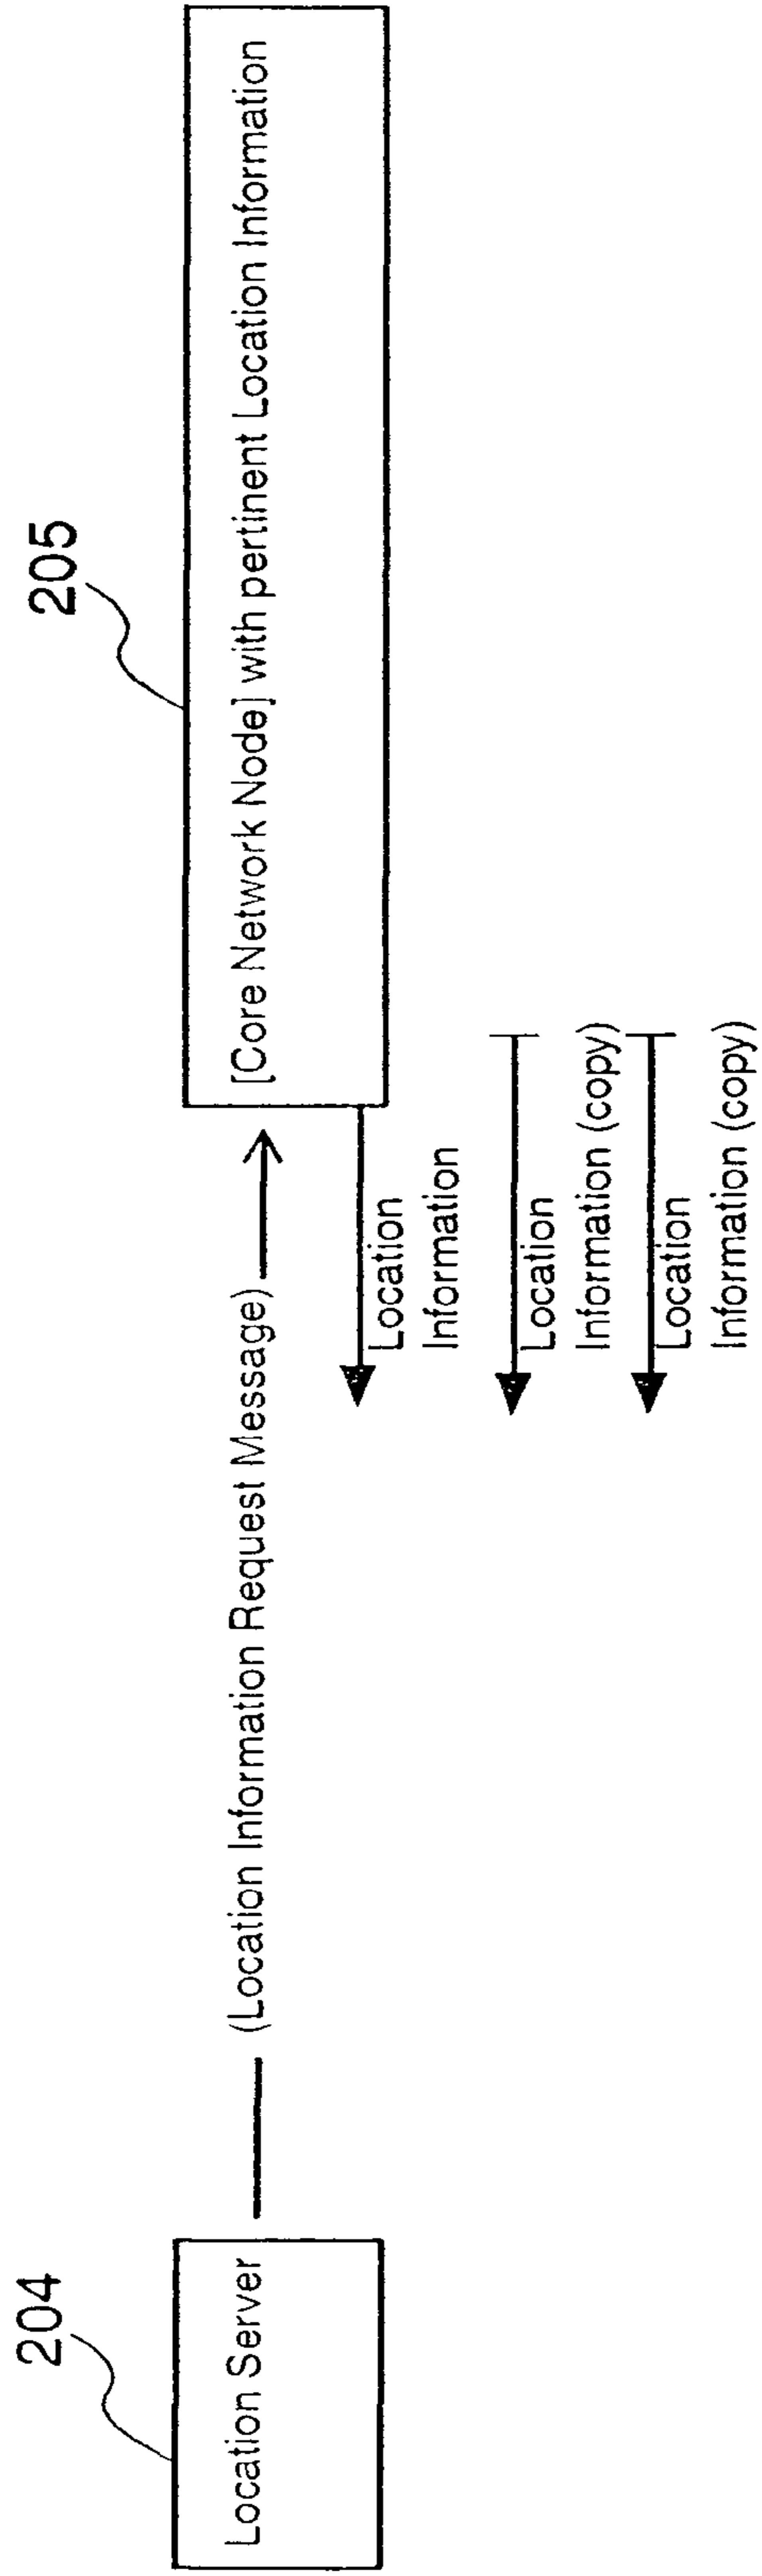 204
Location Server
(Location Information Request Message)
205
[Core Network Node] with pertinent Location Information
Location
Information
Location
Information (copy)
Location
Information (copy)